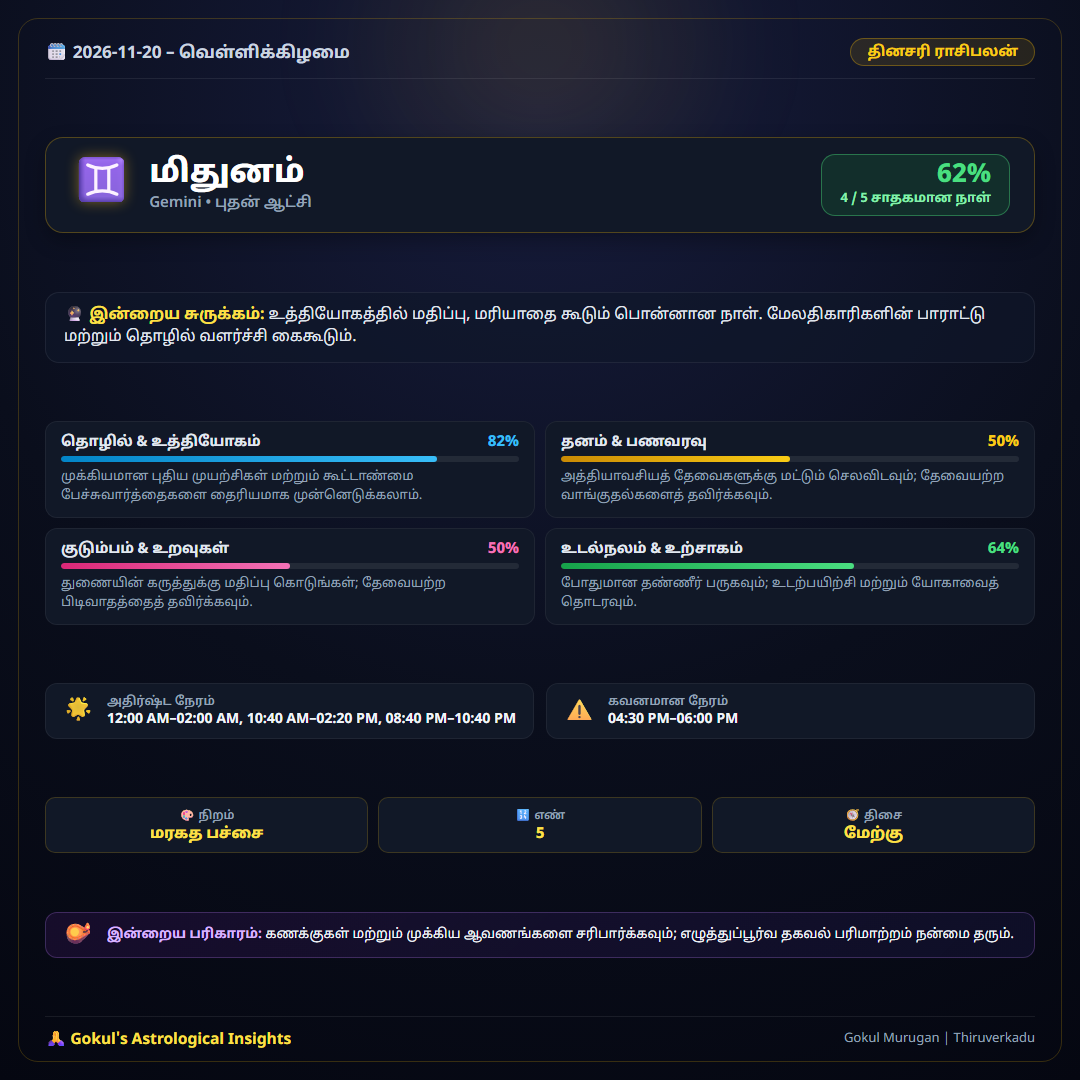 2026-11-20 – வெள்ளிக்கிழமை
தினசரி ராசிபலன்
மிதுனம்
Gemini • புதன் ஆட்சி
62%
4 / 5 சாதகமான நாள்
இன்றைய சுருக்கம்: உத்தியோகத்தில் மதிப்பு, மரியாதை கூடும் பொன்னான நாள். மேலதிகாரிகளின் பாராட்டு
மற்றும் தொழில் வளர்ச்சி கைகூடும்.
தொழில் & உத்தியோகம் 82%
முக்கியமான புதிய முயற்சிகள் மற்றும் கூட்டாண்மை
பேச்சுவார்த்தைகளை தைரியமாக முன்னெடுக்கலாம்.
தனம் & பணவரவு 50%
அத்தியாவசியத் தேவைகளுக்கு மட்டும் செலவிடவும்; தேவையற்ற
வாங்குதல்களைத் தவிர்க்கவும்.
குடும்பம் & உறவுகள் 50%
துணையின் கருத்துக்கு மதிப்பு கொடுங்கள்; தேவையற்ற
பிடிவாதத்தைத் தவிர்க்கவும்.
உடல்நலம் & உற்சாகம் 64%
போதுமான தண்ணீர் பருகவும்; உடற்பயிற்சி மற்றும் யோகாவைத்
தொடரவும்.
அதிர்ஷ்ட நேரம்
12:00 AM–02:00 AM, 10:40 AM–02:20 PM, 08:40 PM–10:40 PM
கவனமான நேரம்
04:30 PM–06:00 PM
நிறம்
மரகத பச்சை
எண்
5
திசை
மேற்கு
இன்றைய பரிகாரம்: கணக்குகள் மற்றும் முக்கிய ஆவணங்களை சரிபார்க்கவும்; எழுத்துப்பூர்வ தகவல் பரிமாற்றம் நன்மை தரும்.
Gokul's Astrological Insights
Gokul Murugan | Thiruverkadu